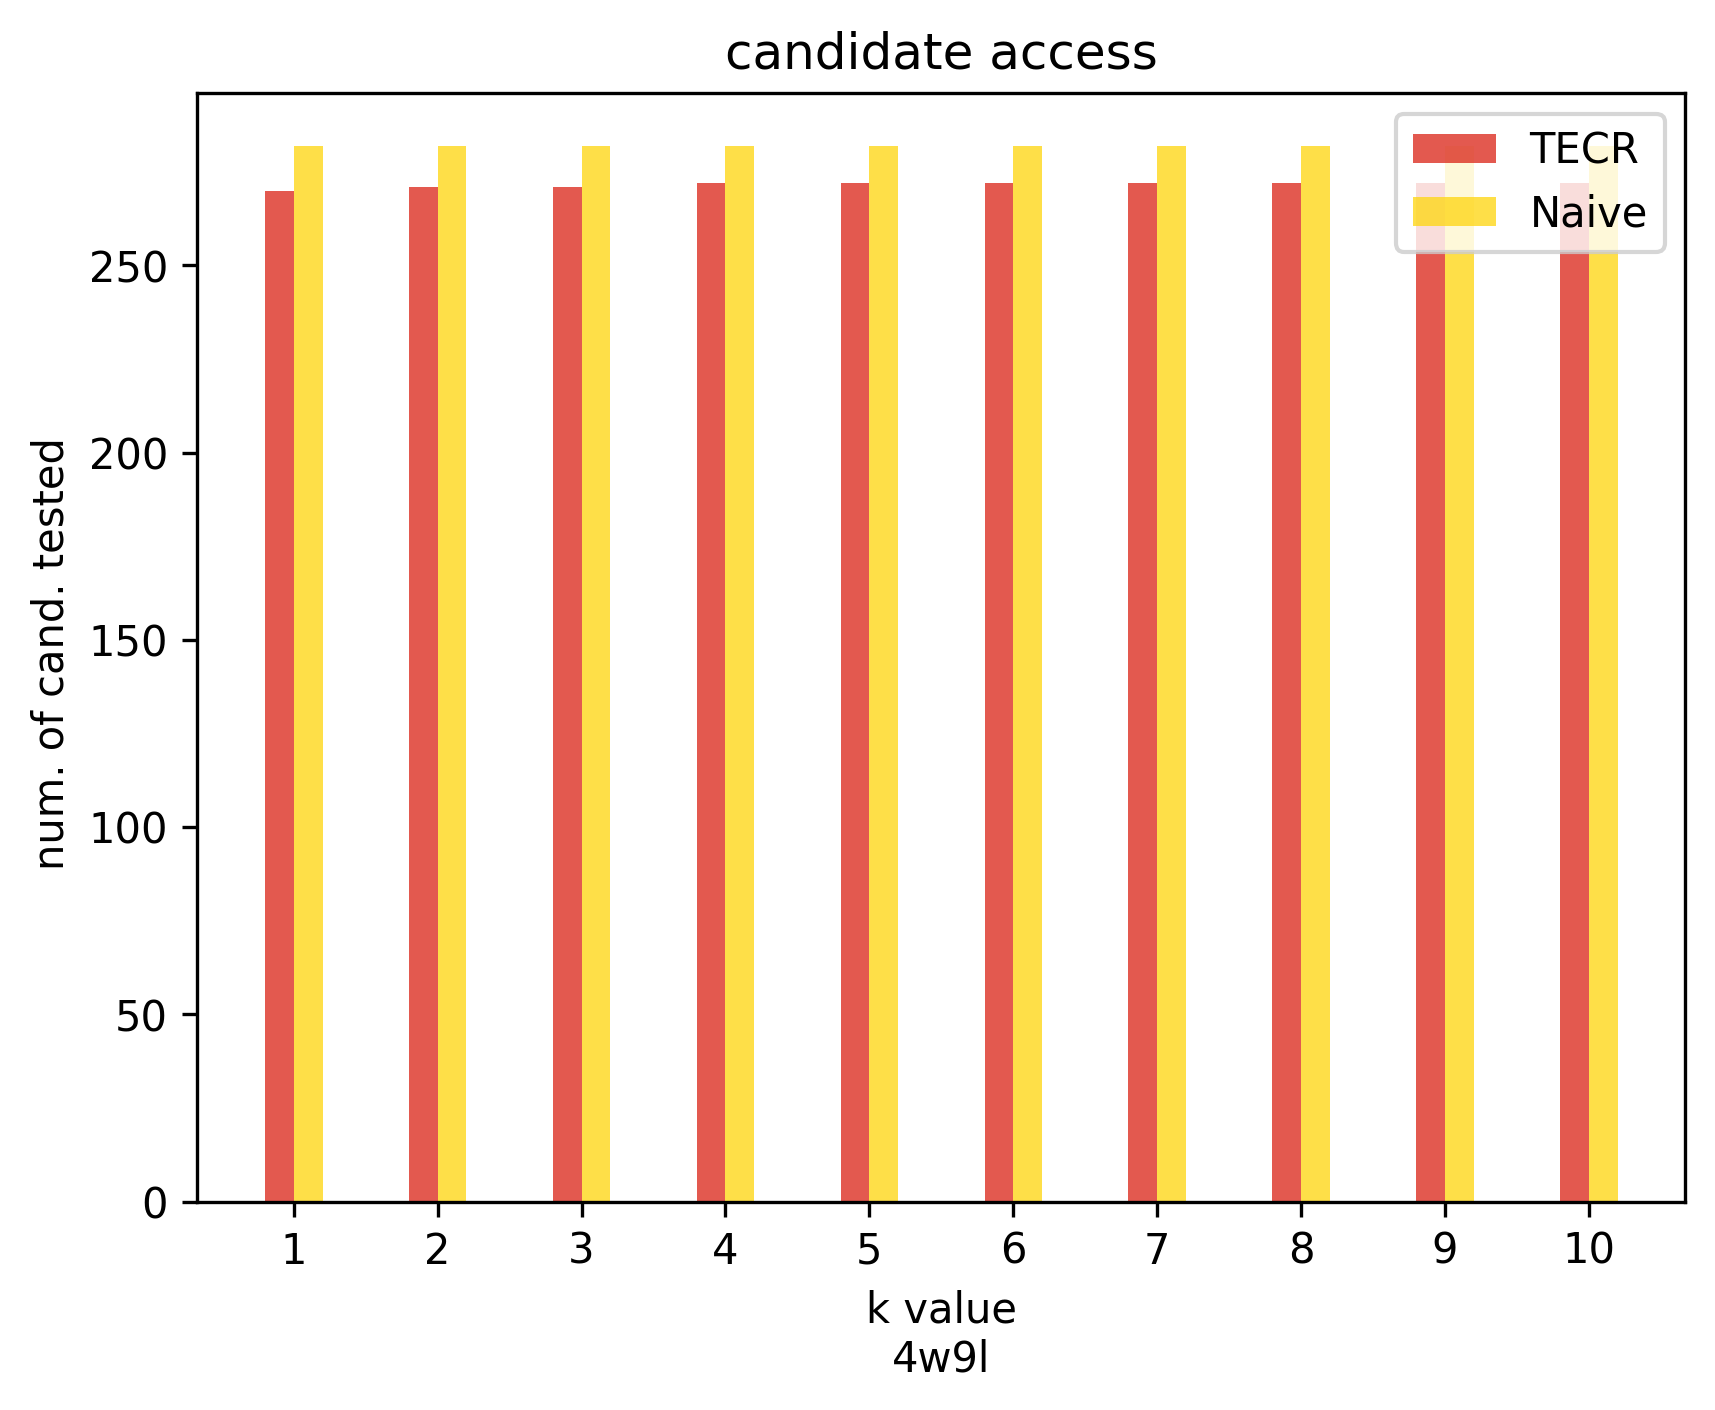 candidate access
TECR
Naive
250
200
150
100
50
0
num. of cand. tested
1 2 3 4 5 6 7 8 9 10
k value
4w9l